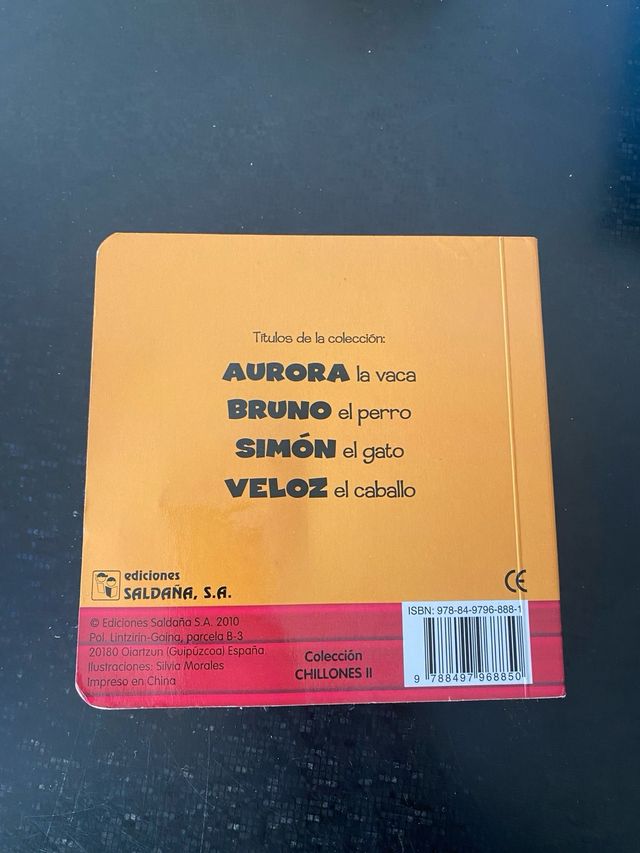 Títulos de la colección:
AURORA la vaca
BRUNO el perro
SIMÓN el gato
VELOZ el caballo
ediciones
SALDAÑA, S.A.
CE
© Ediciones Saldaña S.A. 2010
Pol. Lintzirin-Gaina, parcela B-3
20180 Oiartzun (Guipúzcoa) España
Ilustraciones: Silvia Morales
Impreso en China
Colección
CHILLONES II
ISBN: 978-84-9796-888-1
9 788497 968850